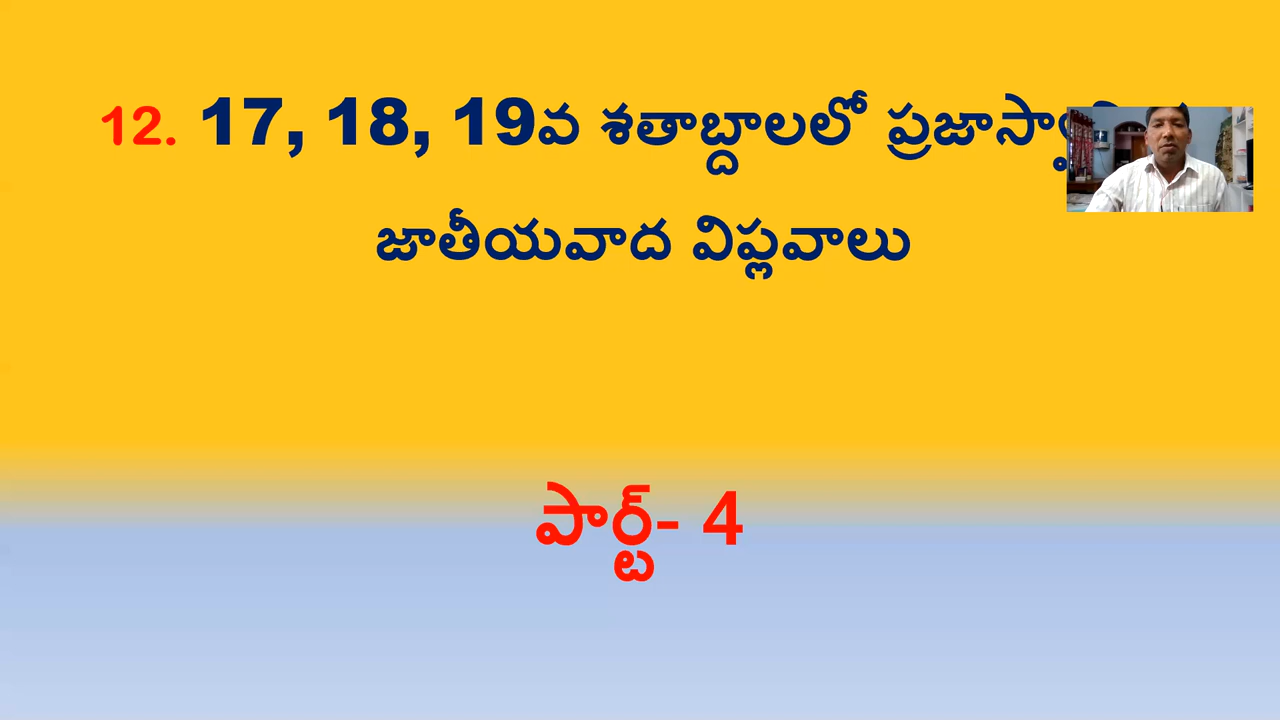 12. 17, 18, 19వ శతాబ్దాలలో
జాతీయవాద విప్లవాలు
పార్ట్- 4